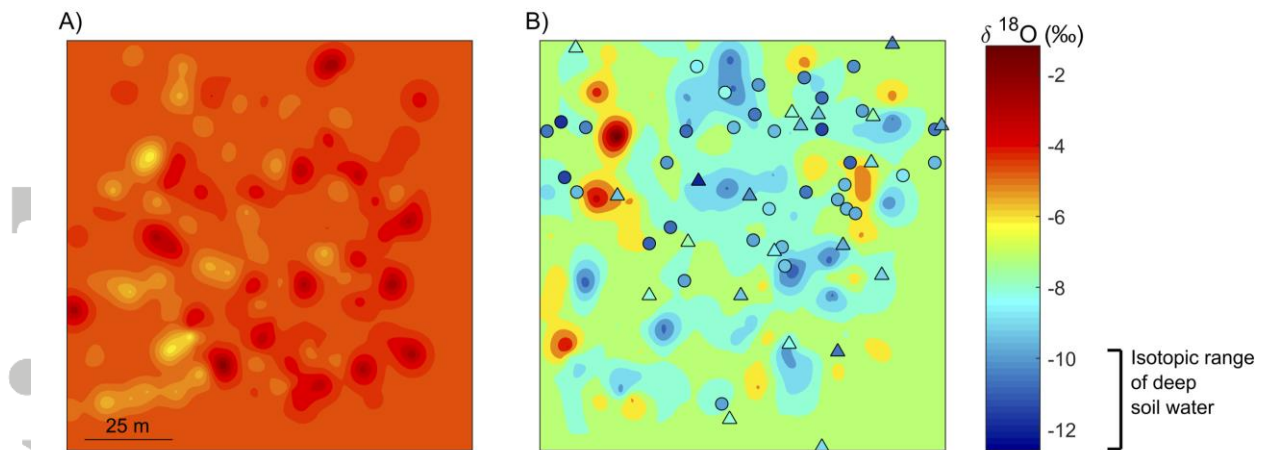 A)
B)
δ 18O (‰)
-2
-4
-6
-8
-10
-12
Isotopic range
of deep
soil water
25 m